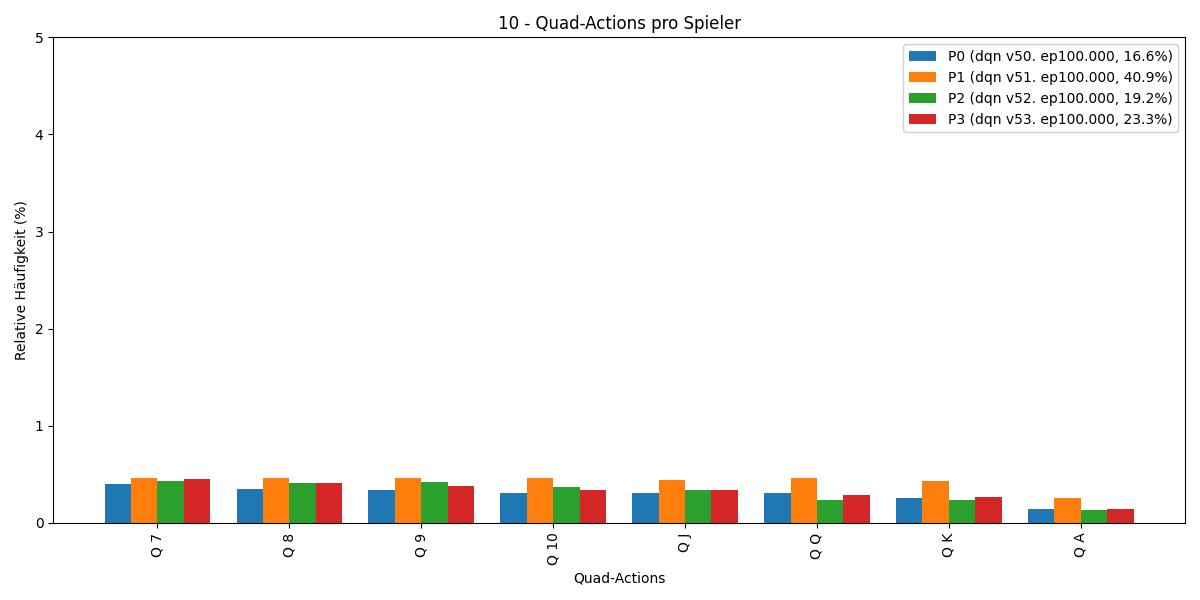 10 - Quad-Actions pro Spieler
P0 (dqn v50. ep100.000, 16.6%)
P1 (dqn v51. ep100.000, 40.9%)
P2 (dqn v52. ep100.000, 19.2%)
P3 (dqn v53. ep100.000, 23.3%)
Relative Häufigkeit (%)
5
4
3
2
1
0
Q 7
Q 8
Q 9
Q 10
Q J
Q Q
Q K
Q A
Quad-Actions